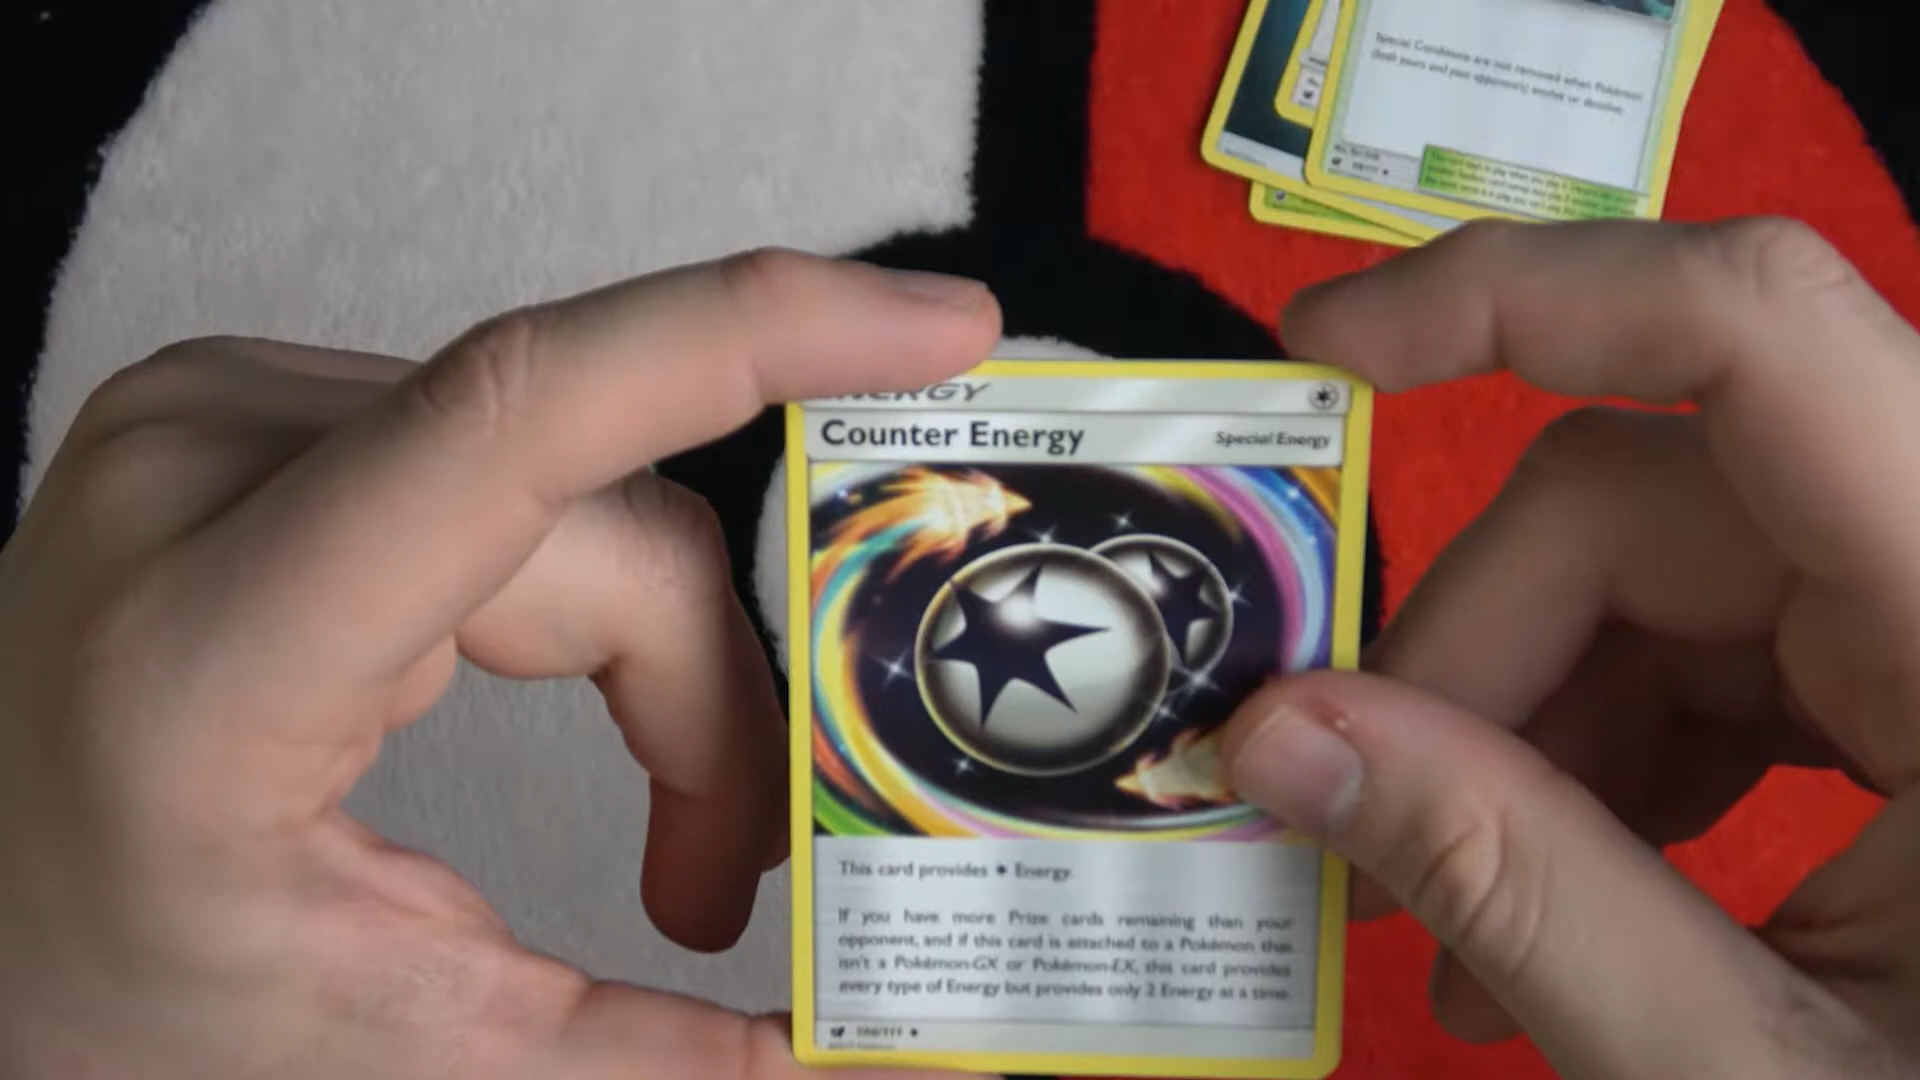 Special Conditions are not removed when Pokémon
(both yours and your opponent's) evolve or devolve.
ENERGY
Counter Energy
Special Energy
This card provides Energy.
If you have more Prize cards remaining than your
opponent, and if this card is attached to a Pokémon that
isn't a Pokémon-GX or Pokémon-EX, this card provides
every type of Energy but provides only 2 Energy at a time.
100/111